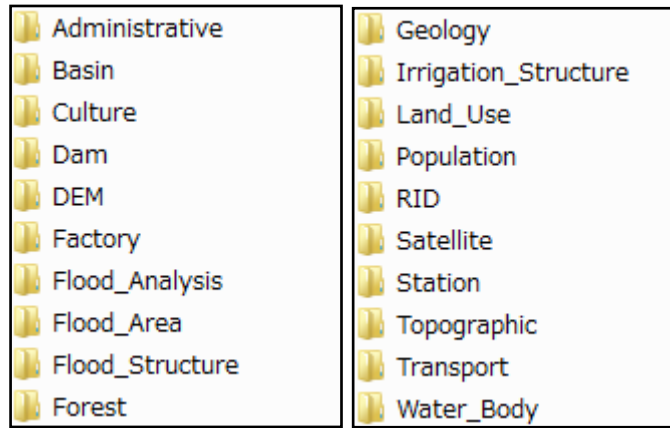 Administrative
Basin
Culture
Dam
DEM
Factory
Flood_Analysis
Flood_Area
Flood_Structure
Forest
Geology
Irrigation_Structure
Land_Use
Population
RID
Satellite
Station
Topographic
Transport
Water_Body